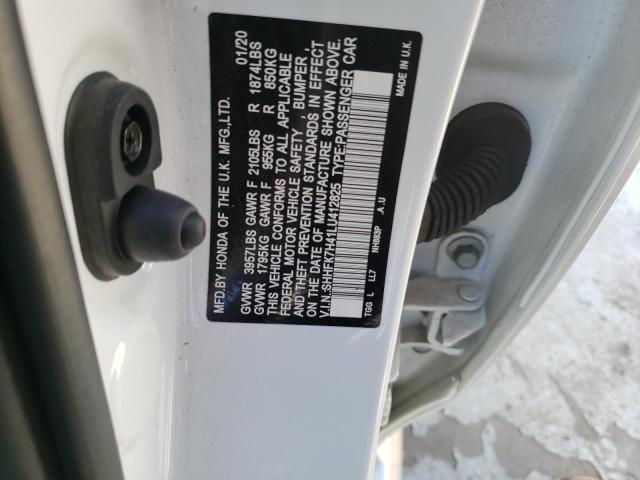 MFD.BY HONDA OF THE U.K. MFG.,LTD. 01/20
GVWR 3957LBS GAWR F 2105LBS R 1874LBS
GVWR 1795KG GAWR F 955KG R 850KG
THIS VEHICLE CONFORMS TO ALL APPLICABLE
FEDERAL MOTOR VEHICLE SAFETY, BUMPER,
AND THEFT PREVENTION STANDARDS IN EFFECT
ON THE DATE OF MANUFACTURE SHOWN ABOVE.
V.I.N:SHHFK7H41LU412825 TYPE:PASSENGER CAR
MADE IN U.K.
TGG L LL7 NH883P .A.U